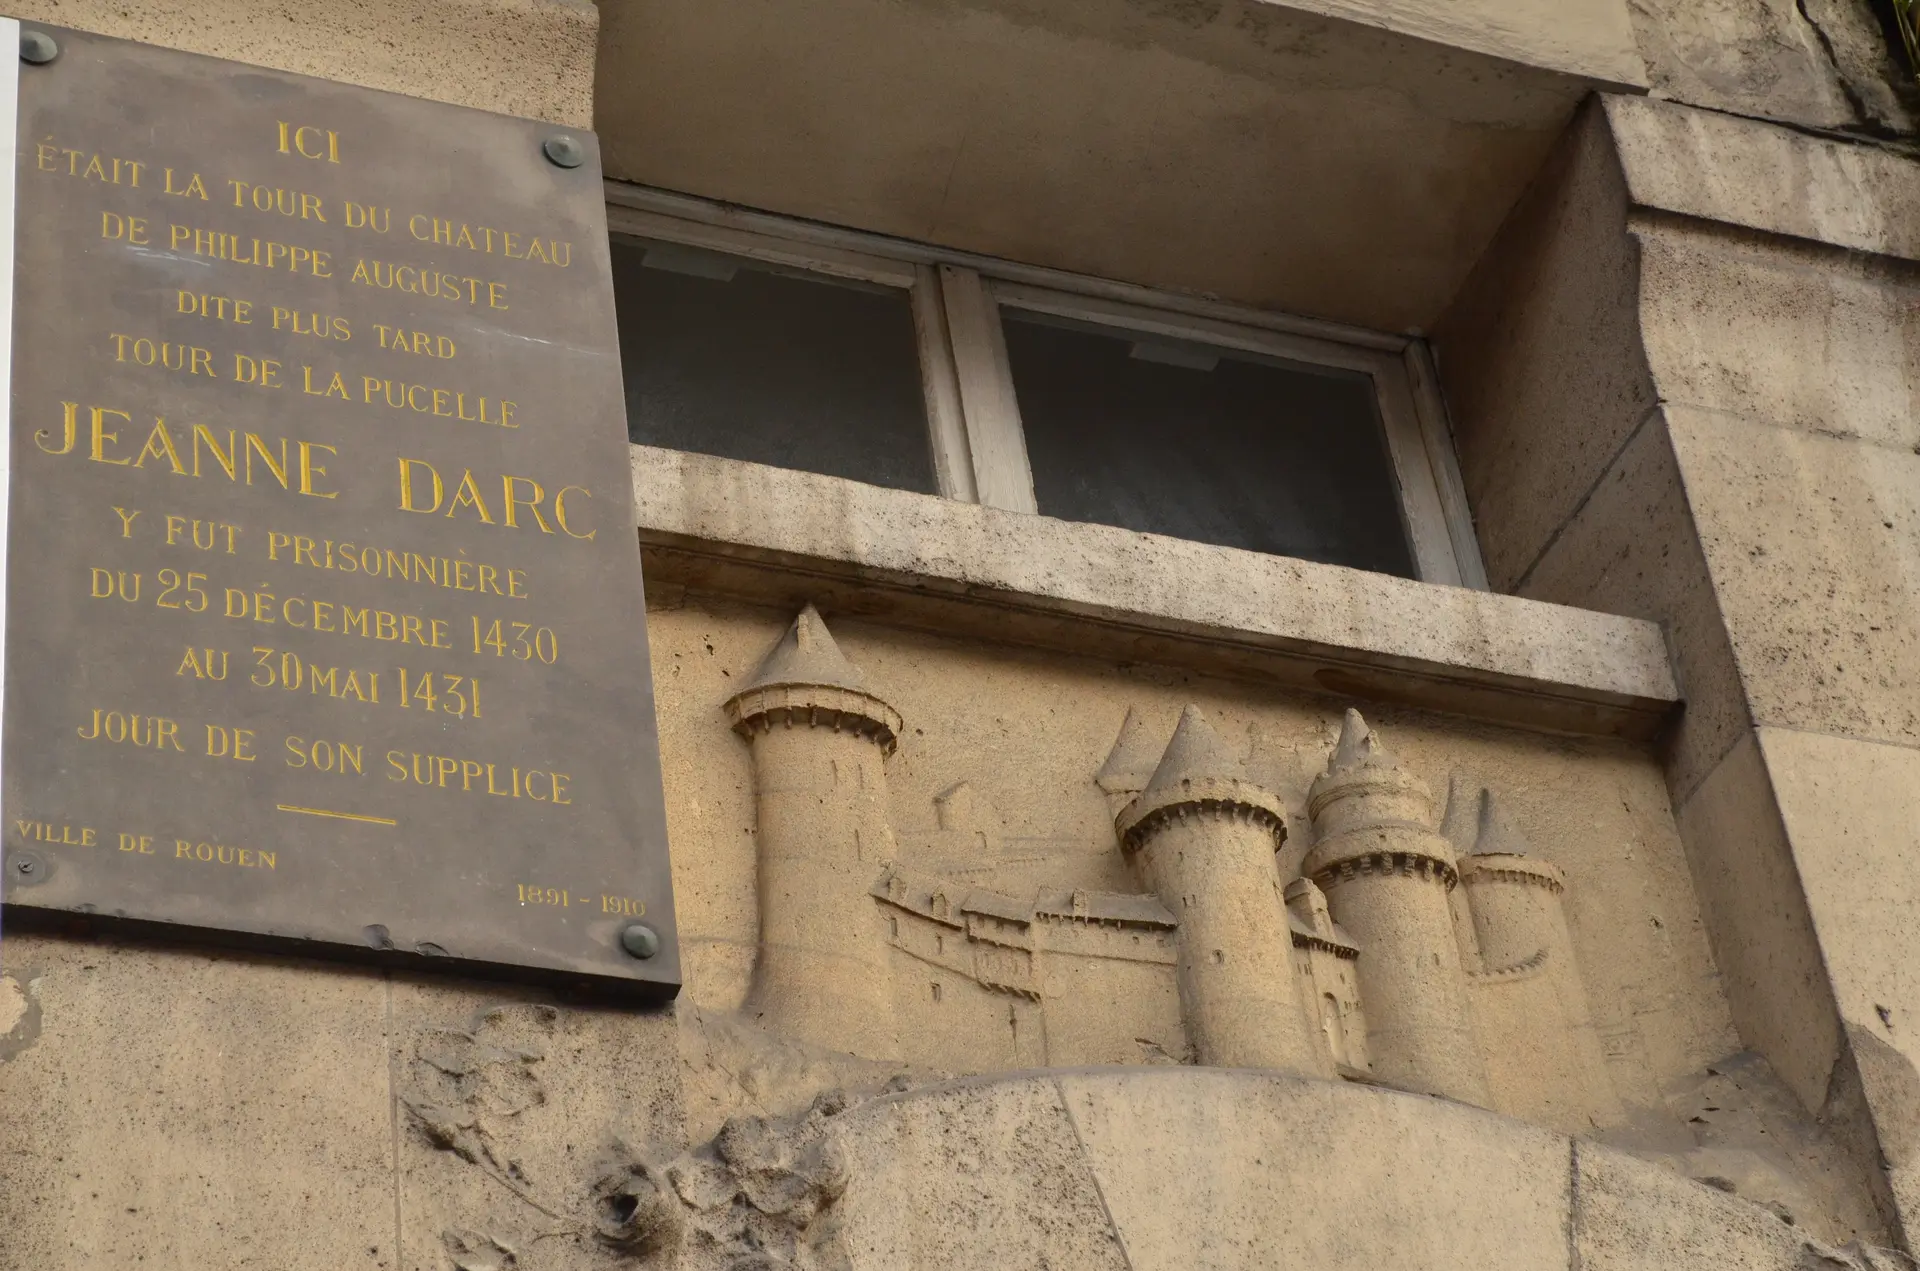 ICI
ÉTAIT LA TOUR DU CHATEAU
DE PHILIPPE AUGUSTE
DITE PLUS TARD
TOUR DE LA PUCELLE
JEANNE DARC
Y FUT PRISONNIÈRE
DU 25 DÉCEMBRE 1430
AU 30 MAI 1431
JOUR DE SON SUPPLICE
VILLE DE ROUEN
1891 - 1910